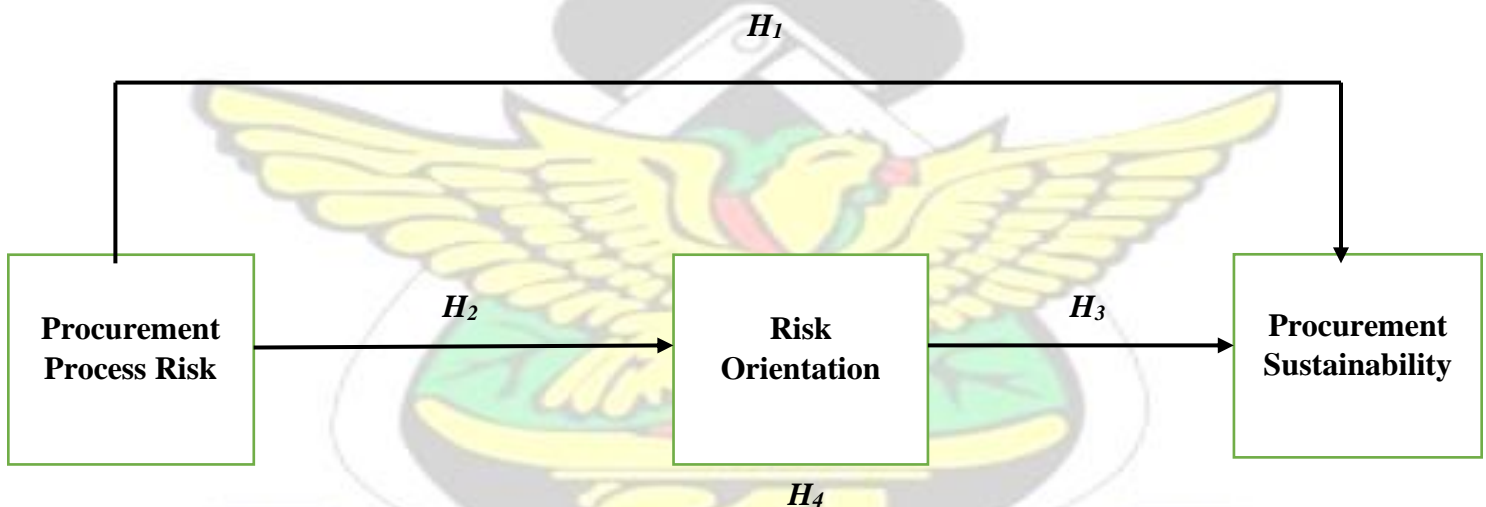 H₁
H₂
H₃
Procurement
Process Risk
Risk
Orientation
Procurement
Sustainability
H₄